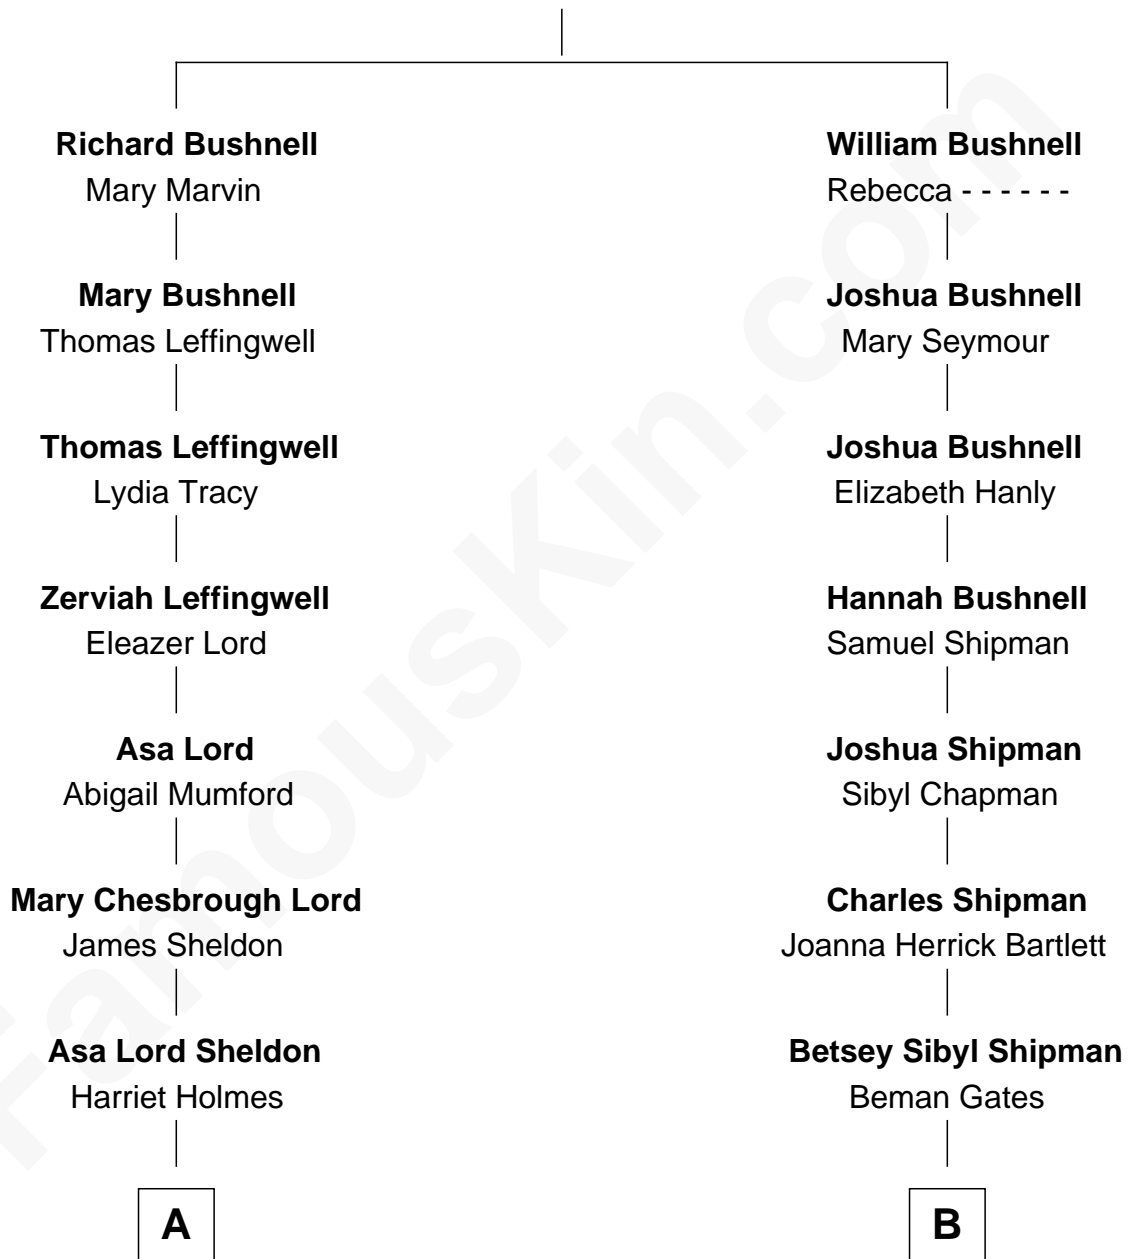 Richard Bushnell
Mary Marvin
Mary Bushnell
Thomas Leffingwell
Thomas Leffingwell
Lydia Tracy
Zerviah Leffingwell
Eleazer Lord
Asa Lord
Abigail Mumford
Mary Chesbrough Lord
James Sheldon
Asa Lord Sheldon
Harriet Holmes
A
William Bushnell
Rebecca - - - - - -
Joshua Bushnell
Mary Seymour
Joshua Bushnell
Elizabeth Hanly
Hannah Bushnell
Samuel Shipman
Joshua Shipman
Sibyl Chapman
Charles Shipman
Joanna Herrick Bartlett
Betsey Sibyl Shipman
Beman Gates
B
FamousKin.com